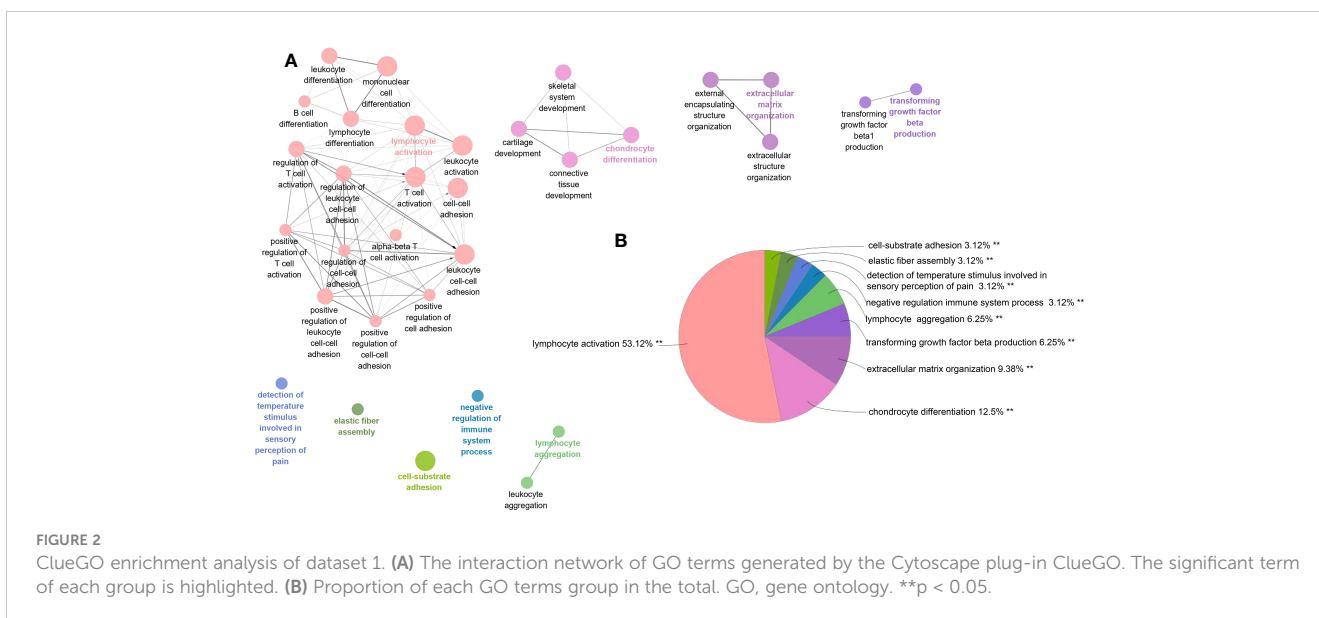 A
leukocyte
differentiation
mononuclear
cell
differentiation
B cell
differentiation
lymphocyte
differentiation
lymphocyte
activation
leukocyte
activation
regulation of
T cell
activation
regulation of
leukocyte
cell-cell
adhesion
T cell
activation
cell-cell
adhesion
positive
regulation of
T cell
activation
regulation of
cell-cell
adhesion
alpha-beta T
cell activation
leukocyte
cell-cell
adhesion
positive
regulation of
leukocyte
cell-cell
adhesion
positive
regulation of
cell-cell
adhesion
positive
regulation of
cell adhesion
skeletal
system
development
cartilage
development
chondrocyte
differentiation
connective
tissue
development
external
encapsulating
structure
organization
extracellular
matrix
organization
extracellular
structure
organization
transforming
growth factor
beta1
production
transforming
growth factor
beta
production
detection of
temperature
stimulus
involved in
sensory
perception of
pain
elastic fiber
assembly
cell-substrate
adhesion
negative
regulation of
immune
system
process
lymphocyte
aggregation
leukocyte
aggregation
B
cell-substrate adhesion 3.12% **
elastic fiber assembly 3.12% **
detection of temperature stimulus involved in
sensory perception of pain 3.12% **
negative regulation immune system process 3.12% **
lymphocyte aggregation 6.25% **
transforming growth factor beta production 6.25% **
extracellular matrix organization 9.38% **
chondrocyte differentiation 12.5% **
lymphocyte activation 53.12% **
FIGURE 2
ClueGO enrichment analysis of dataset 1. (A) The interaction network of GO terms generated by the Cytoscape plug-in ClueGO. The significant term
of each group is highlighted. (B) Proportion of each GO terms group in the total. GO, gene ontology. **p < 0.05.